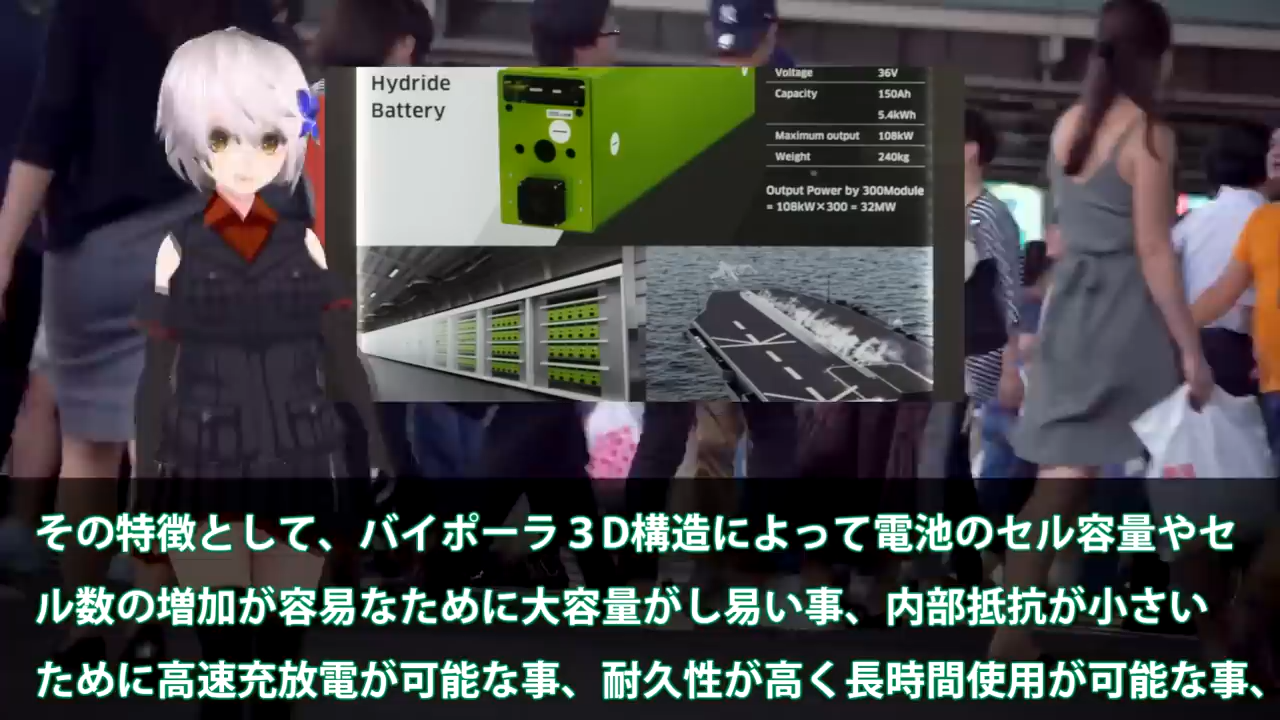 Hydride
Battery
Voltage 36V
Capacity 150Ah
5.4kWh
Maximum output 108kW
Weight 240kg
Output Power by 300Module
= 108kW×300 = 32MW
その特徴として、バイポーラ３D構造によって電池のセル容量やセ
ル数の増加が容易なために大容量がし易い事、内部抵抗が小さい
ために高速充放電が可能な事、耐久性が高く長時間使用が可能な事、